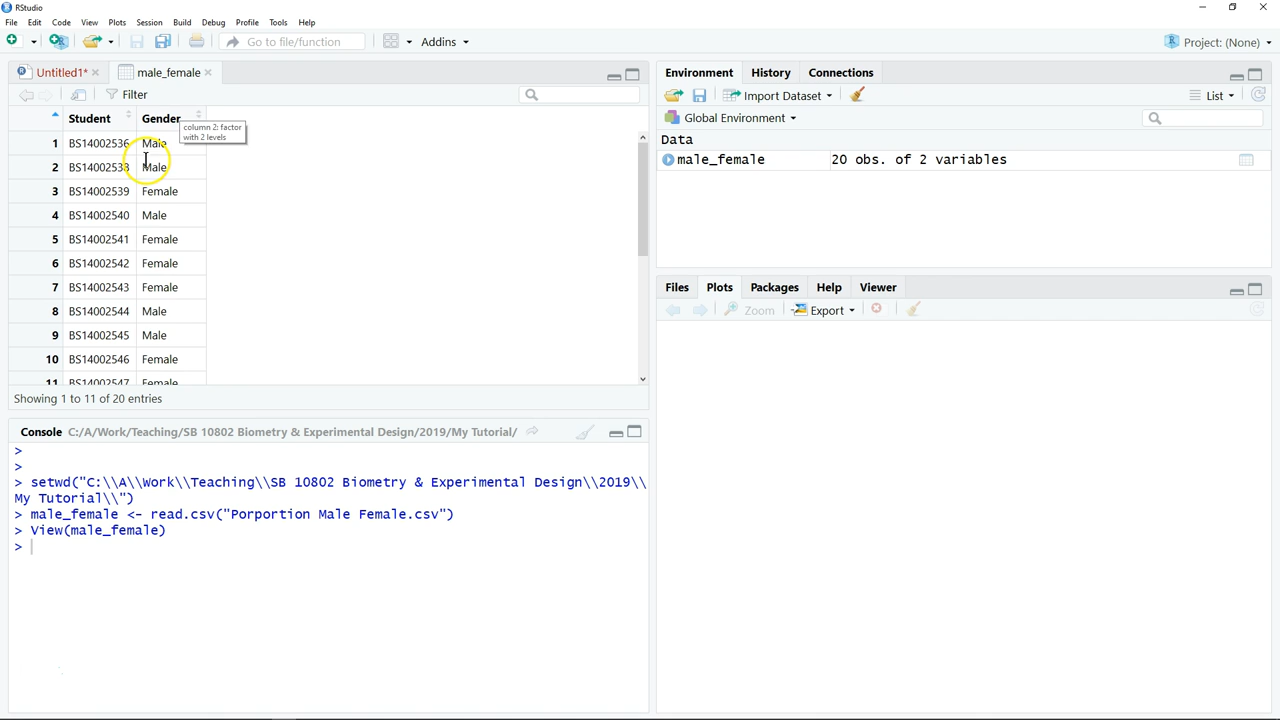 RStudio
File Edit Code View Plots Session Build Debug Profile Tools Help
Go to file/function Addins Project: (None)
Untitled1* male_female
Filter
Student Gender
column 2: factor
with 2 levels
1 BS14002536 Male
2 BS14002538 Male
3 BS14002539 Female
4 BS14002540 Male
5 BS14002541 Female
6 BS14002542 Female
7 BS14002543 Female
8 BS14002544 Male
9 BS14002545 Male
10 BS14002546 Female
11 BS14002547 Female
Showing 1 to 11 of 20 entries
Console C:/A/Work/Teaching/SB 10802 Biometry & Experimental Design/2019/My Tutorial/
>
>
> setwd("C:\\A\\Work\\Teaching\\SB 10802 Biometry & Experimental Design\\2019\\
My Tutorial\\")
> male_female <- read.csv("Porportion Male Female.csv")
> View(male_female)
>
Environment History Connections
Import Dataset List
Global Environment
Data
male_female 20 obs. of 2 variables
Files Plots Packages Help Viewer
Zoom Export